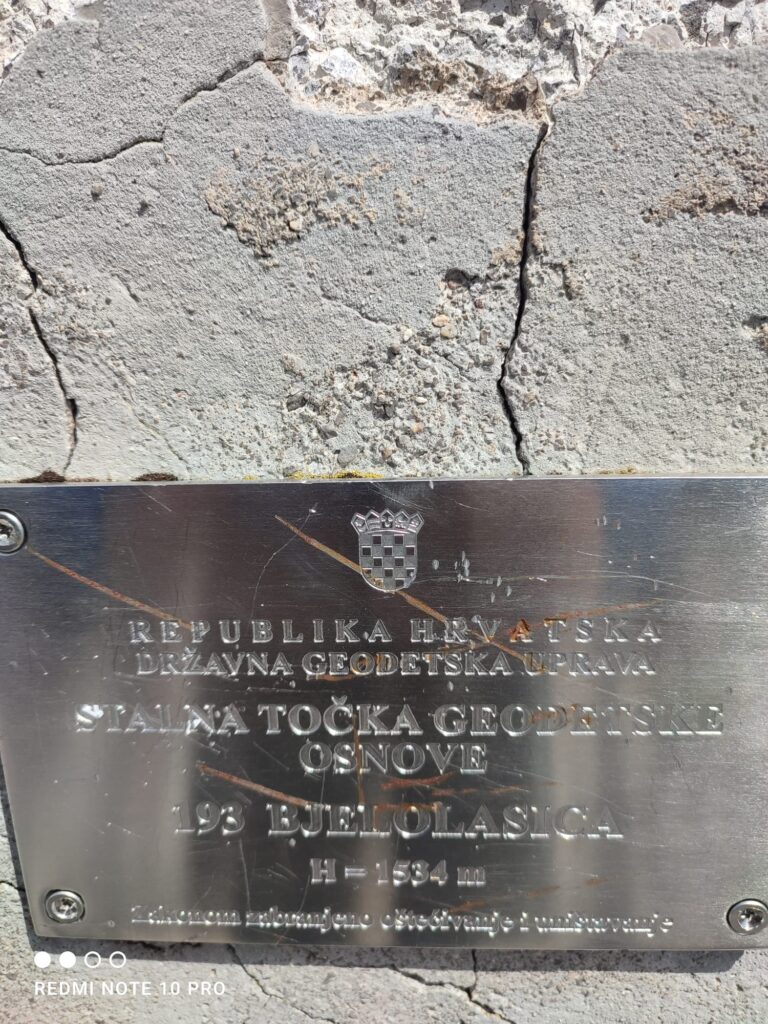 REPUBLIKA HRVATSKA
DRŽAVNA GEODETSKA UPRAVA
STALNA TOČKA GEODETSKE
OSNOVE
193 BJELOLASICA
H = 1534 m
Zakonom zabranjeno oštećivanje i uništavanje
REDMI NOTE 10 PRO